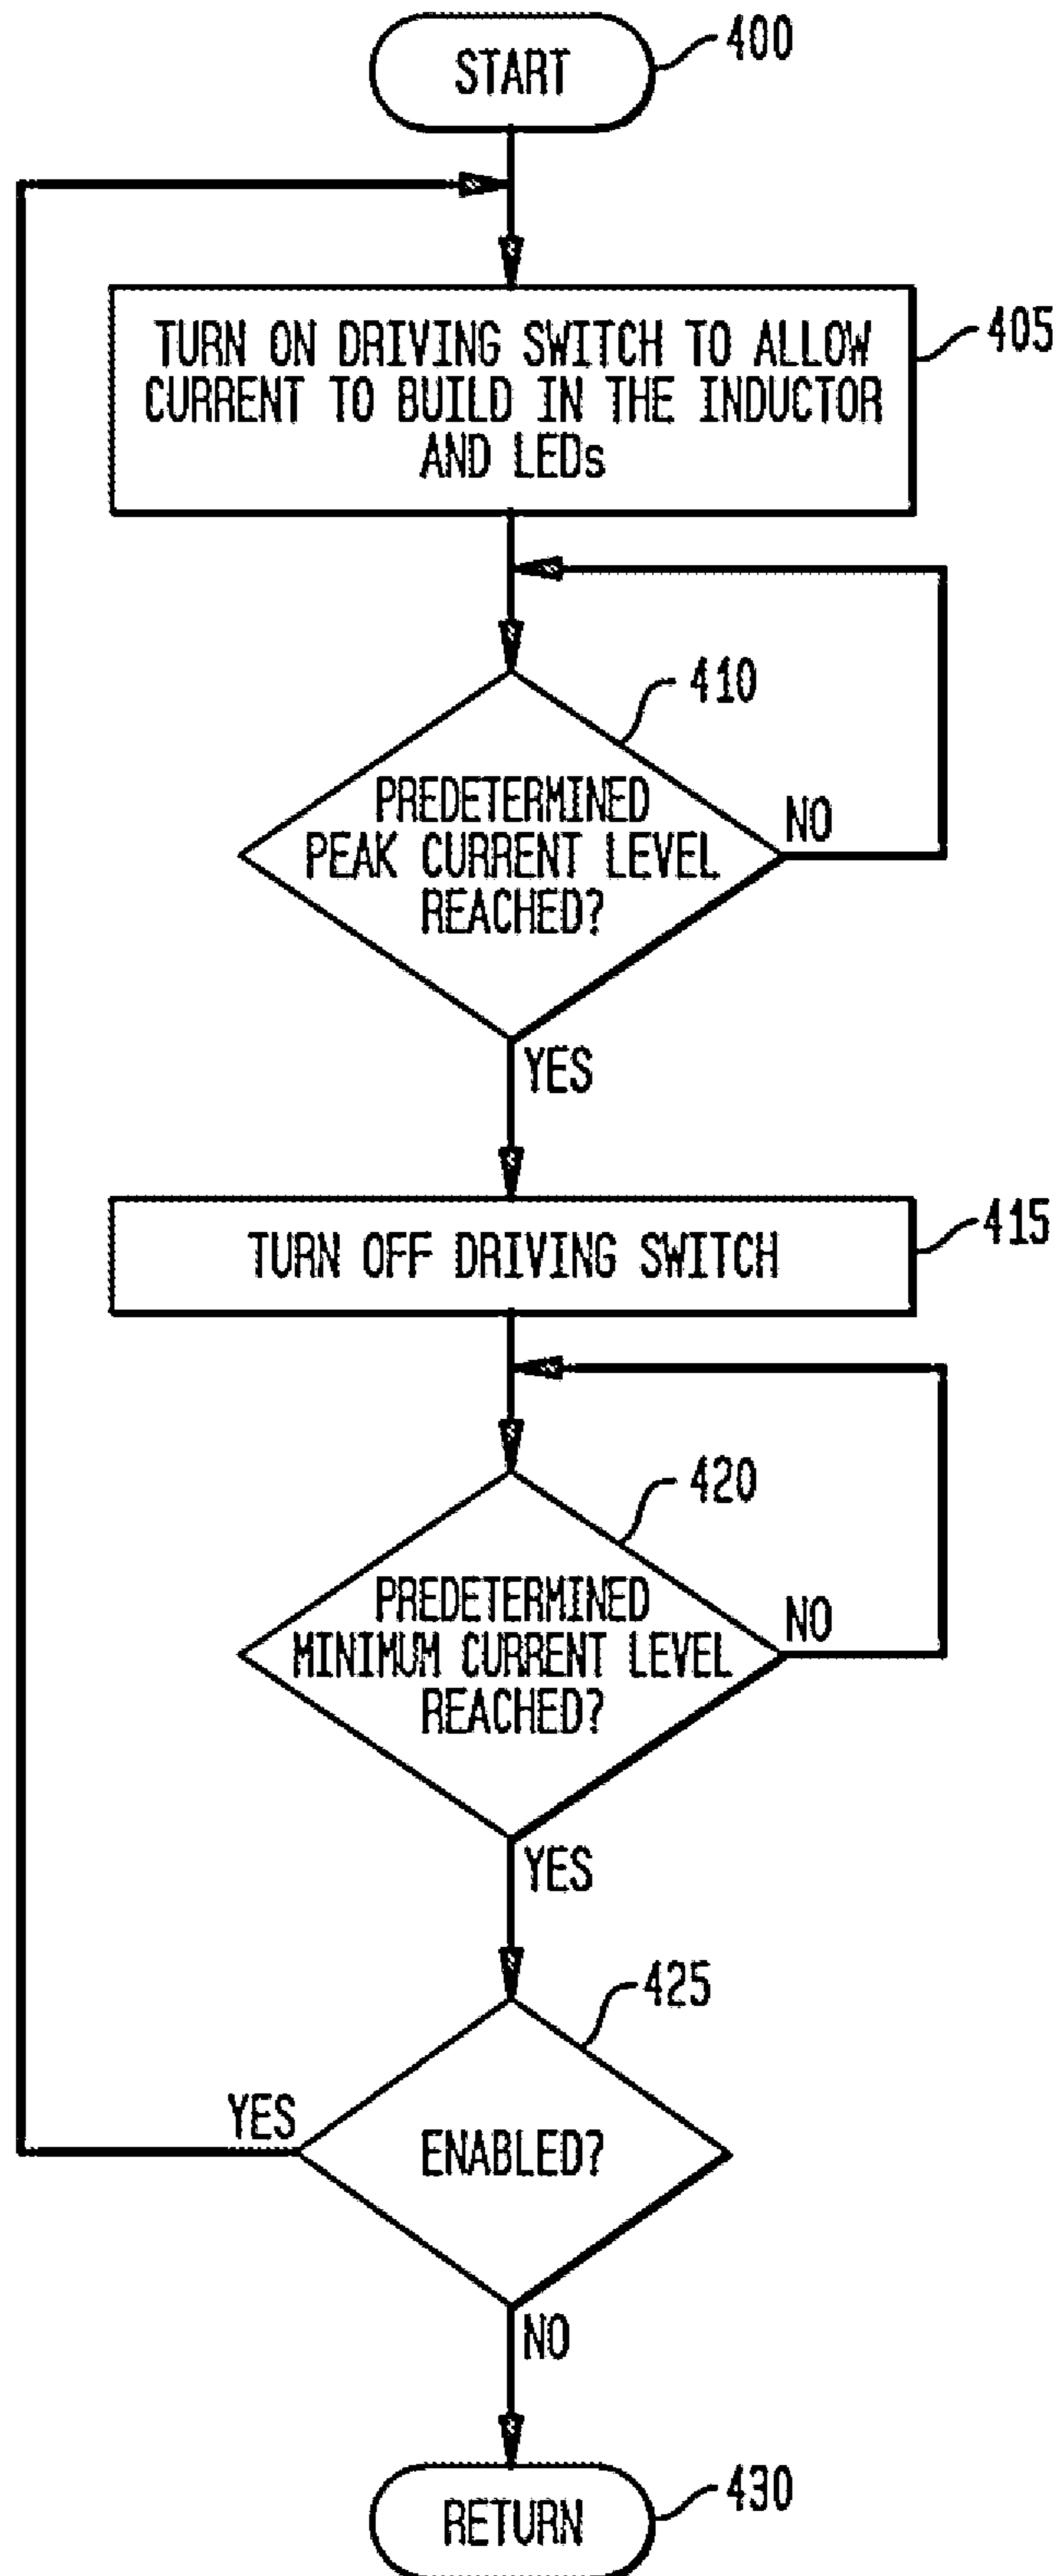 START
400
TURN ON DRIVING SWITCH TO ALLOW
CURRENT TO BUILD IN THE INDUCTOR
AND LEDs
405
410
PREDETERMINED
PEAK CURRENT LEVEL
REACHED?
NO
YES
TURN OFF DRIVING SWITCH
415
420
PREDETERMINED
MINIMUM CURRENT LEVEL
REACHED?
NO
YES
425
YES
ENABLED?
NO
RETURN
430